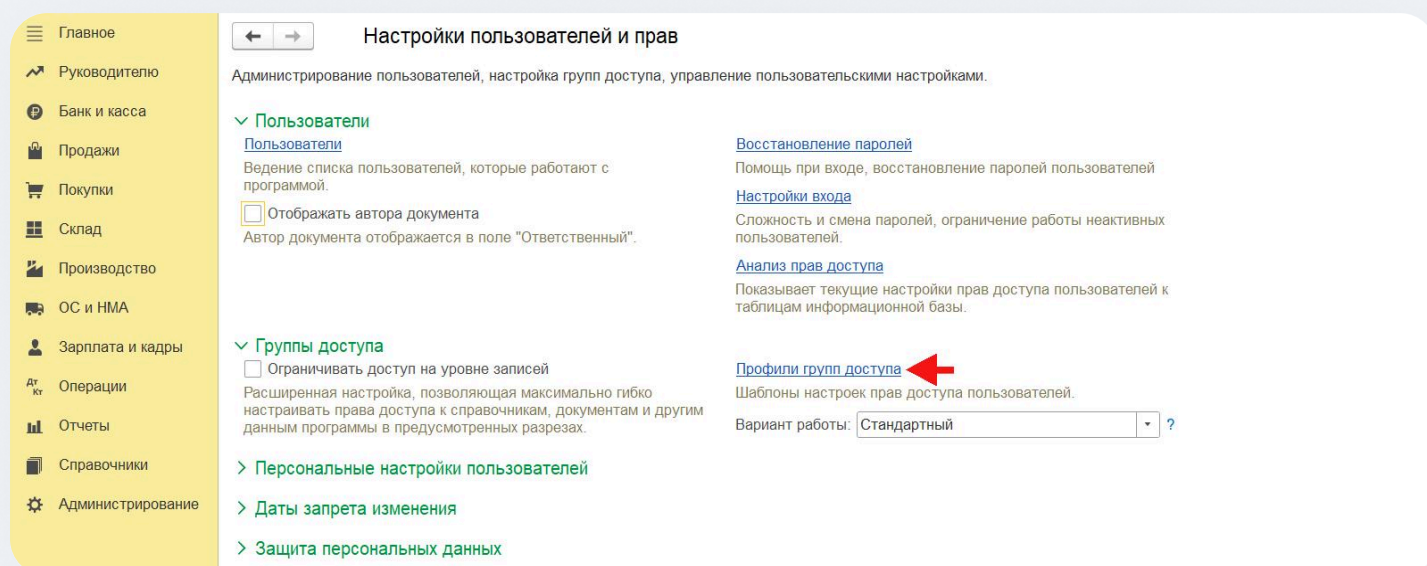 Главное
Руководителю
Банк и касса
Продажи
Покупки
Склад
Производство
ОС и НМА
Зарплата и кадры
Дт Кт Операции
Отчеты
Справочники
Администрирование
Настройки пользователей и прав
Администрирование пользователей, настройка групп доступа, управление пользовательскими настройками.
Пользователи
Пользователи
Ведение списка пользователей, которые работают с
программой.
Отображать автора документа
Автор документа отображается в поле "Ответственный".
Восстановление паролей
Помощь при входе, восстановление паролей пользователей
Настройки входа
Сложность и смена паролей, ограничение работы неактивных
пользователей.
Анализ прав доступа
Показывает текущие настройки прав доступа пользователей к
таблицам информационной базы.
Группы доступа
Ограничивать доступ на уровне записей
Расширенная настройка, позволяющая максимально гибко
настраивать права доступа к справочникам, документам и другим
данным программы в предусмотренных разрезах.
Профили групп доступа
Шаблоны настроек прав доступа пользователей.
Вариант работы: Стандартный ?
Персональные настройки пользователей
Даты запрета изменения
Защита персональных данных